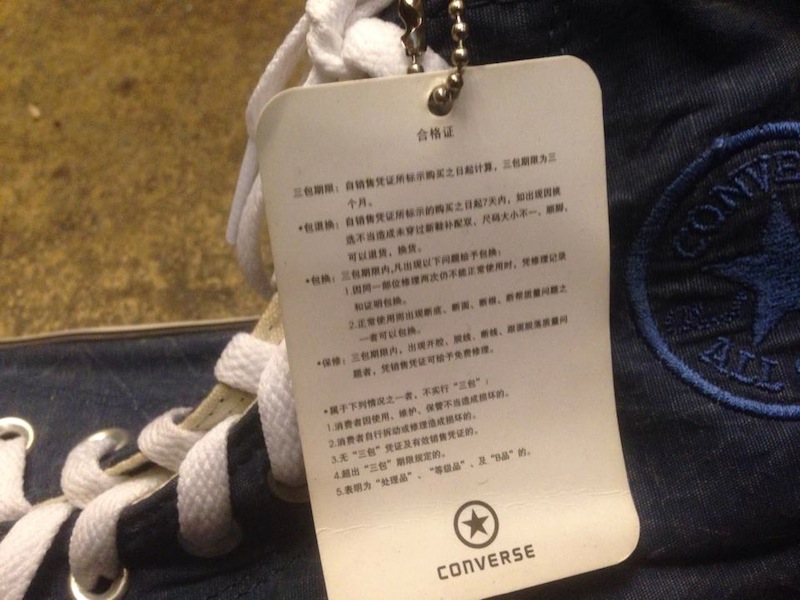 合格证
三包期限：自销售凭证所标示购买之日起计算，三包期限为三
个月。
*包退换：自销售凭证所标示的购买之日起7天内，如出现因挑
选不当造成未穿过新鞋补配双、尺码大小不一、顺脚，
可以退货，换货。
*包换：三包期限内，凡出现以下问题给予包换：
1.因同一部位修理两次仍不能正常使用时，凭修理记录
和证明包换。
2.正常使用而出现断底、断面、断根、断帮质量问题之
一者可以包换。
*保修：三包期限内，出现开胶、脱线、断线、跟面脱落质量问
题者，凭销售凭证可给予免费修理。
*属于下列情况之一者，不实行“三包”：
1.消费者因使用、维护、保管不当造成损坏的。
2.消费者自行拆动或修理造成损坏的。
3.无“三包”凭证及有效销售凭证的。
4.超出“三包”期限规定的。
5.表明为“处理品”、“等级品”、及“B品”的。
CONVERSE
CONVE
ALL